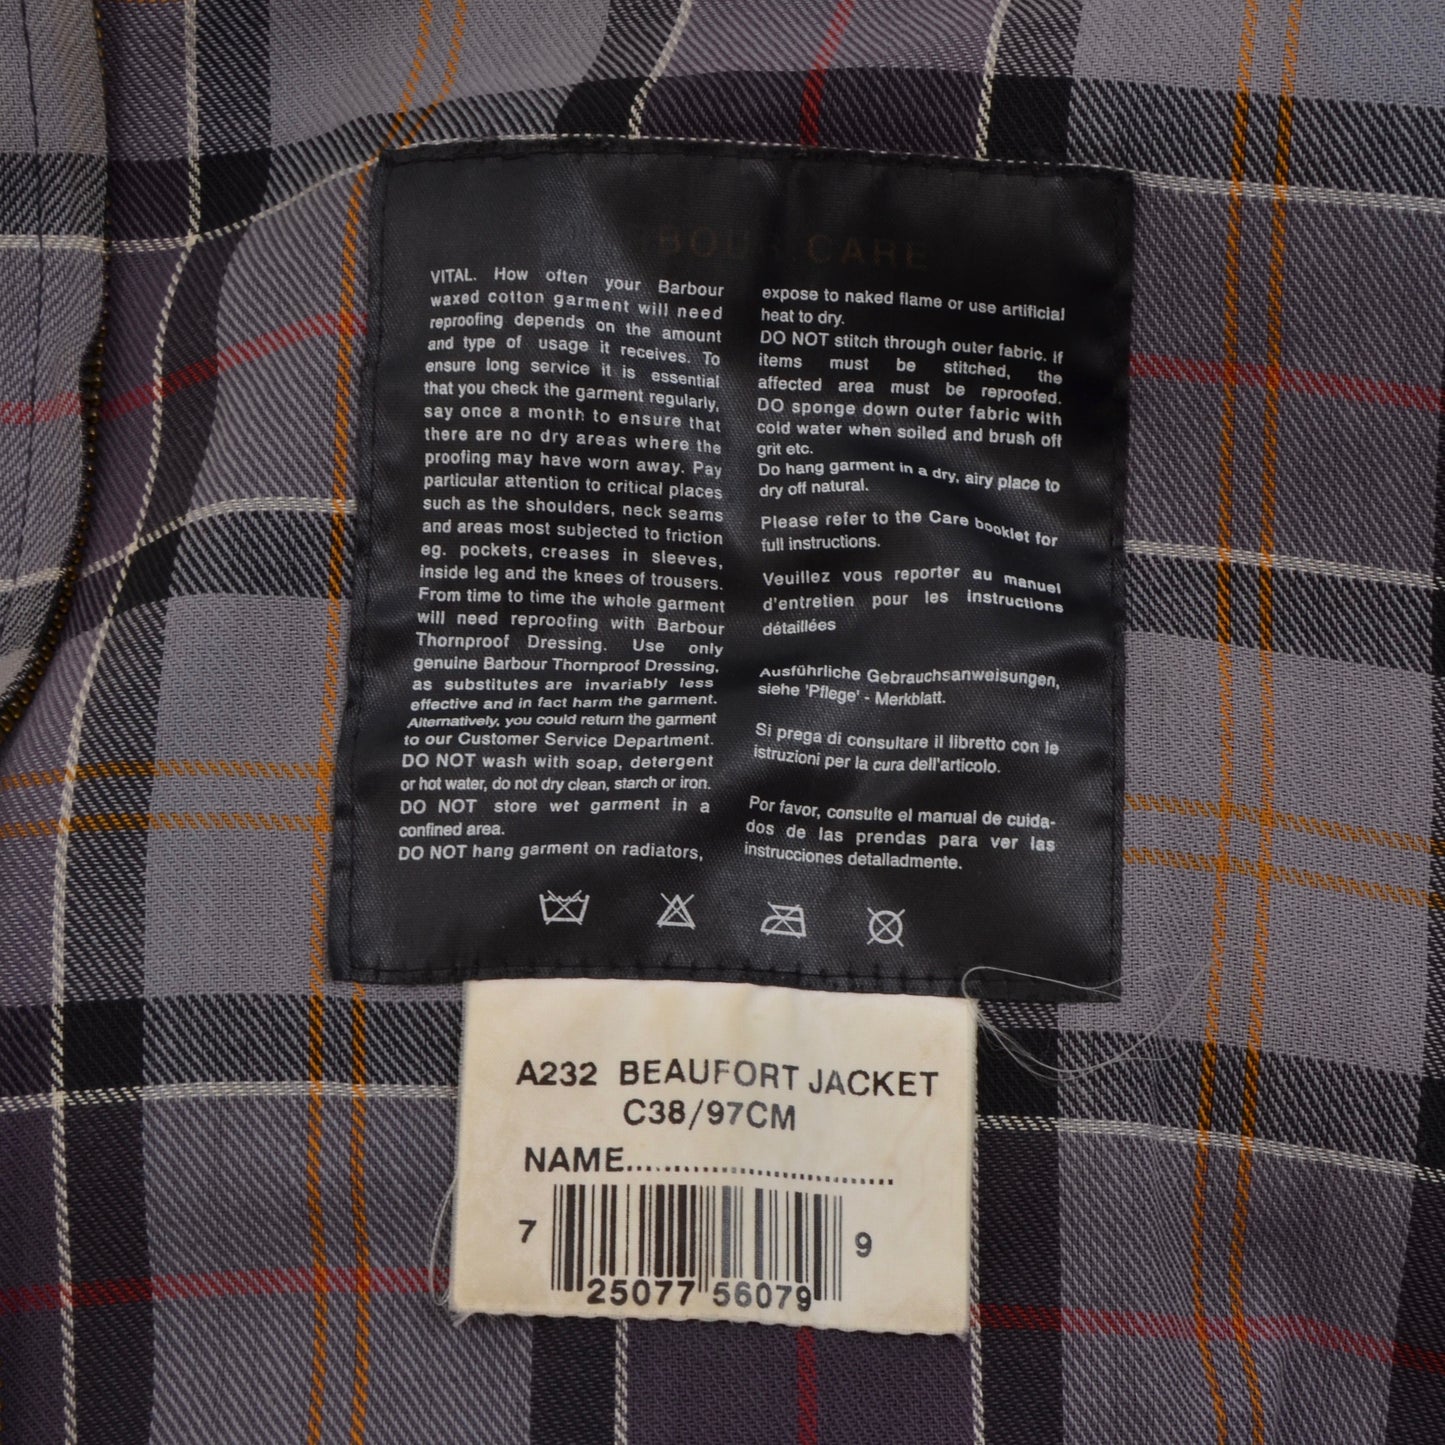 BOUR CARE
VITAL. How often your Barbour
waxed cotton garment will need
reproofing depends on the amount
and type of usage it receives. To
ensure long service it is essential
that you check the garment regularly,
say once a month to ensure that
there are no dry areas where the
proofing may have worn away. Pay
particular attention to critical places
such as the shoulders, neck seams
and areas most subjected to friction
eg. pockets, creases in sleeves,
inside leg and the knees of trousers.
From time to time the whole garment
will need reproofing with Barbour
Thornproof Dressing. Use only
genuine Barbour Thornproof Dressing,
as substitutes are invariably less
effective and in fact harm the garment.
Alternatively, you could return the garment
to our Customer Service Department.
DO NOT wash with soap, detergent
or hot water, do not dry clean, starch or iron.
DO NOT store wet garment in a
confined area.
DO NOT hang garment on radiators,
expose to naked flame or use artificial
heat to dry.
DO NOT stitch through outer fabric. If
items must be stitched, the
affected area must be reproofed.
DO sponge down outer fabric with
cold water when soiled and brush off
grit etc.
Do hang garment in a dry, airy place to
dry off natural.
Please refer to the Care booklet for
full instructions.
Veuillez vous reporter au manuel
d'entretien pour les instructions
détaillées
Ausführliche Gebrauchsanweisungen,
siehe 'Pflege' - Merkblatt.
Si prega di consultare il libretto con le
istruzioni per la cura dell'articolo.
Por favor, consulte el manual de cuida-
dos de las prendas para ver las
instrucciones detalladmente.
A232 BEAUFORT JACKET
C38/97CM
NAME..............................
7 25077 56079 9